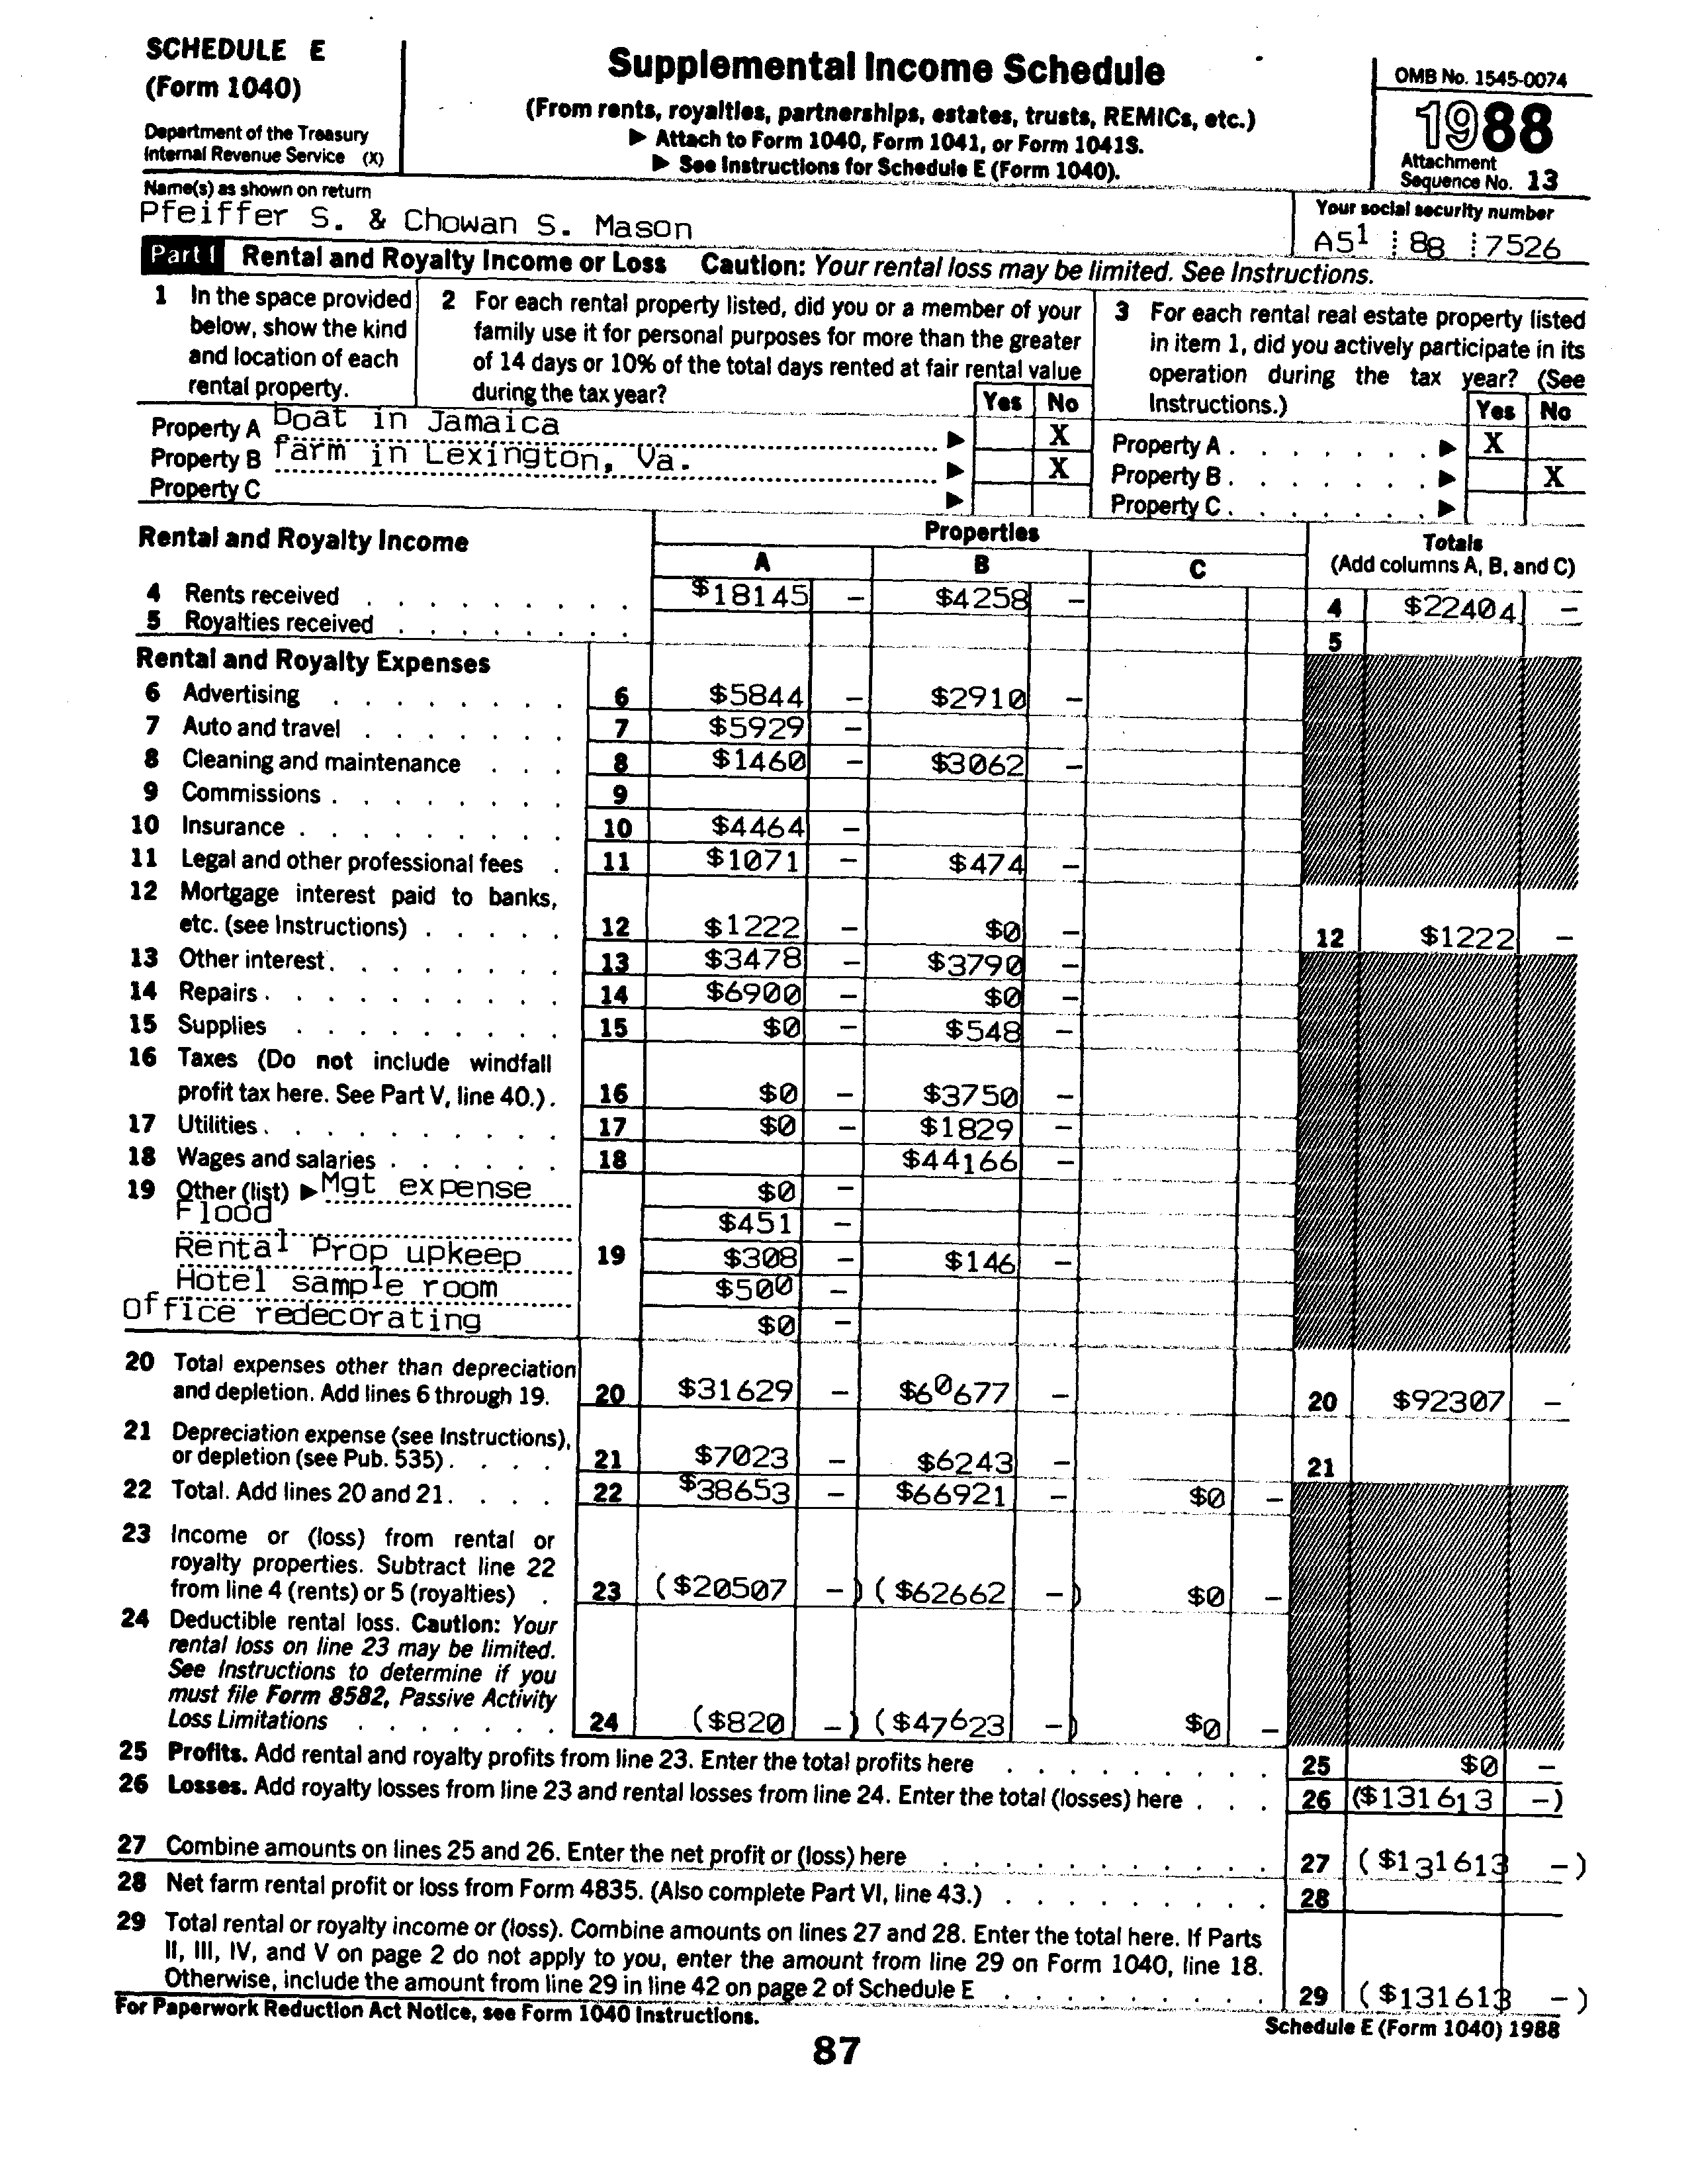 SCHEDULE E
(Form 1040)
Department of the Treasury
Internal Revenue Service (X)
Supplemental Income Schedule
(From rents, royalties, partnerships, estates, trusts, REMICs, etc.)
▶ Attach to Form 1040, Form 1041, or Form 1041S.
▶ See Instructions for Schedule E (Form 1040).
OMB No. 1545-0074
1988
Attachment
Sequence No. 13
Name(s) as shown on return
Pfeiffer S. & Chowan S. Mason
Your social security number
A51 88 7526
Part I Rental and Royalty Income or Loss Caution: Your rental loss may be limited. See Instructions.
1 In the space provided
below, show the kind
and location of each
rental property.
2 For each rental property listed, did you or a member of your
family use it for personal purposes for more than the greater
of 14 days or 10% of the total days rented at fair rental value
during the tax year?
Yes No
3 For each rental real estate property listed
in item 1, did you actively participate in its
operation during the tax year? (See
Instructions.)
Yes No
Property A boat in Jamaica ▶ X
Property B farm in Lexington, Va. ▶ X
Property C ▶
Property A . . . . . . . ▶ X
Property B . . . . . . . ▶ X
Property C . . . . . . . ▶
Rental and Royalty Income
Properties
A B C
Totals
(Add columns A, B, and C)
4 Rents received . . . . . . . . . $18145 – $4258 – 4 $22404 –
5 Royalties received . . . . . . . . 5
Rental and Royalty Expenses
6 Advertising . . . . . . . . 6 $5844 – $2910 –
7 Auto and travel . . . . . . . 7 $5929 –
8 Cleaning and maintenance . . . 8 $1460 – $3062 –
9 Commissions . . . . . . . . 9
10 Insurance . . . . . . . . . 10 $4464 –
11 Legal and other professional fees . 11 $1071 – $474 –
12 Mortgage interest paid to banks,
etc. (see Instructions) . . . . . 12 $1222 – $0 – 12 $1222 –
13 Other interest . . . . . . . . 13 $3478 – $3790 –
14 Repairs . . . . . . . . . . 14 $6900 – $0 –
15 Supplies . . . . . . . . . 15 $0 – $548 –
16 Taxes (Do not include windfall
profit tax here. See Part V, line 40.) . 16 $0 – $3750 –
17 Utilities . . . . . . . . . . 17 $0 – $1829 –
18 Wages and salaries . . . . . . 18 $44166 –
19 Other (list) ▶ Mgt expense $0 –
Flood $451 –
Rental Prop upkeep 19 $308 – $146 –
Hotel sample room $500 –
office redecorating $0 –
20 Total expenses other than depreciation
and depletion. Add lines 6 through 19. 20 $31629 – $60677 – 20 $92307 –
21 Depreciation expense (see Instructions),
or depletion (see Pub. 535) . . . . 21 $7023 – $6243 – 21
22 Total. Add lines 20 and 21. . . . . 22 $38653 – $66921 – $0 –
23 Income or (loss) from rental or
royalty properties. Subtract line 22
from line 4 (rents) or 5 (royalties) . 23 ($20507 –) ($62662 –) $0 –
24 Deductible rental loss. Caution: Your
rental loss on line 23 may be limited.
See Instructions to determine if you
must file Form 8582, Passive Activity
Loss Limitations . . . . . . . 24 ($820 –) ($47623 –) $0 –
25 Profits. Add rental and royalty profits from line 23. Enter the total profits here . . . . . . . . . 25 $0 –
26 Losses. Add royalty losses from line 23 and rental losses from line 24. Enter the total (losses) here . . . 26 ($131613 –)
27 Combine amounts on lines 25 and 26. Enter the net profit or (loss) here . . . . . . . . . . . 27 ($131613 –)
28 Net farm rental profit or loss from Form 4835. (Also complete Part VI, line 43.) . . . . . . . . . 28
29 Total rental or royalty income or (loss). Combine amounts on lines 27 and 28. Enter the total here. If Parts
II, III, IV, and V on page 2 do not apply to you, enter the amount from line 29 on Form 1040, line 18.
Otherwise, include the amount from line 29 in line 42 on page 2 of Schedule E . . . . . . . . . 29 ($131613 –)
For Paperwork Reduction Act Notice, see Form 1040 Instructions.
Schedule E (Form 1040) 1988
87